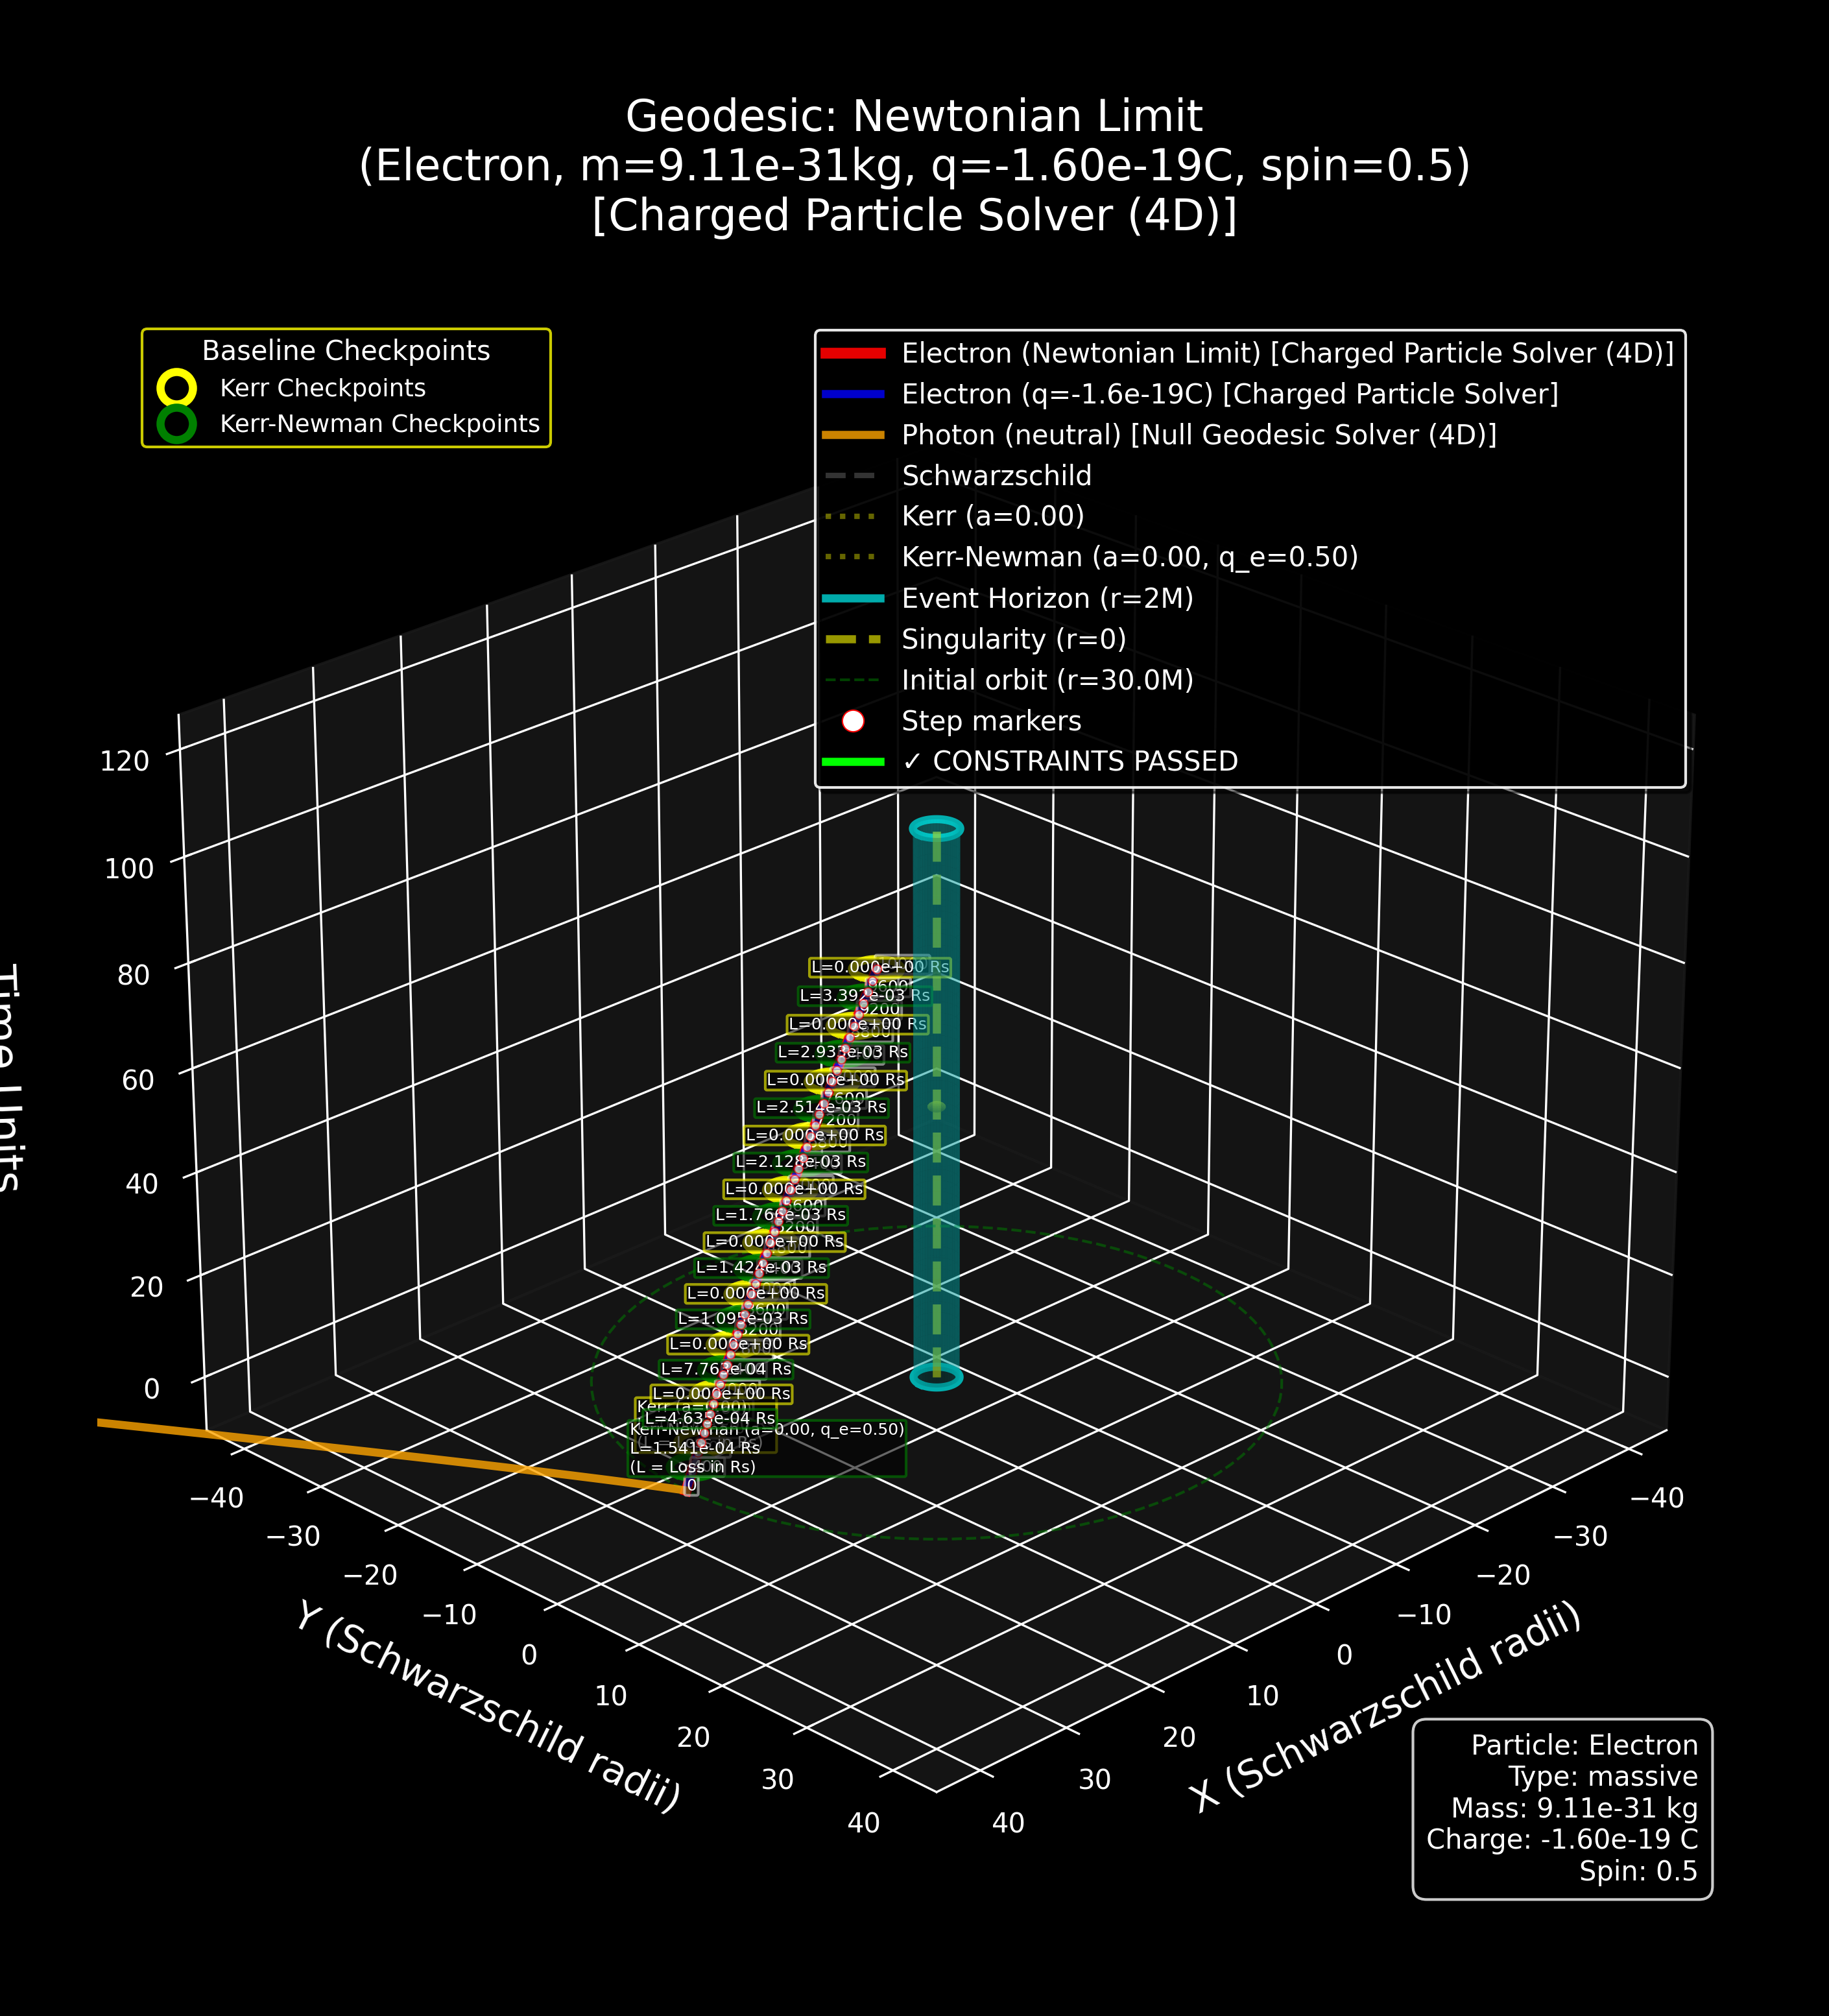 Geodesic: Newtonian Limit
(Electron, m=9.11e-31kg, q=-1.60e-19C, spin=0.5)
[Charged Particle Solver (4D)]
Baseline Checkpoints
Kerr Checkpoints
Kerr-Newman Checkpoints
Electron (Newtonian Limit) [Charged Particle Solver (4D)]
Electron (q=-1.6e-19C) [Charged Particle Solver]
Photon (neutral) [Null Geodesic Solver (4D)]
Schwarzschild
Kerr (a=0.00)
Kerr-Newman (a=0.00, q_e=0.50)
Event Horizon (r=2M)
Singularity (r=0)
Initial orbit (r=30.0M)
Step markers
✓ CONSTRAINTS PASSED
120
100
80
60
40
20
0
Time Units
L=0.000e+00 Rs
L=3.392e-03 Rs
9200
L=0.000e+00 Rs
L=2.933e-03 Rs
L=0.000e+00 Rs
L=2.514e-03 Rs
7200
L=0.000e+00 Rs
L=2.128e-03 Rs
L=0.000e+00 Rs
L=1.766e-03 Rs
L=0.000e+00 Rs
L=1.424e-03 Rs
L=0.000e+00 Rs
L=1.095e-03 Rs
L=0.000e+00 Rs
L=7.763e-04 Rs
L=0.000e+00 Rs
Kerr (a=0.00)
L=4.635e-04 Rs
Kerr-Newman (a=0.00, q_e=0.50)
L=1.541e-04 Rs
(L = Loss in Rs)
0
−40
−30
−20
−10
0
10
20
30
40
Y (Schwarzschild radii)
−40
−30
−20
−10
0
10
20
30
40
X (Schwarzschild radii)
Particle: Electron
Type: massive
Mass: 9.11e-31 kg
Charge: -1.60e-19 C
Spin: 0.5